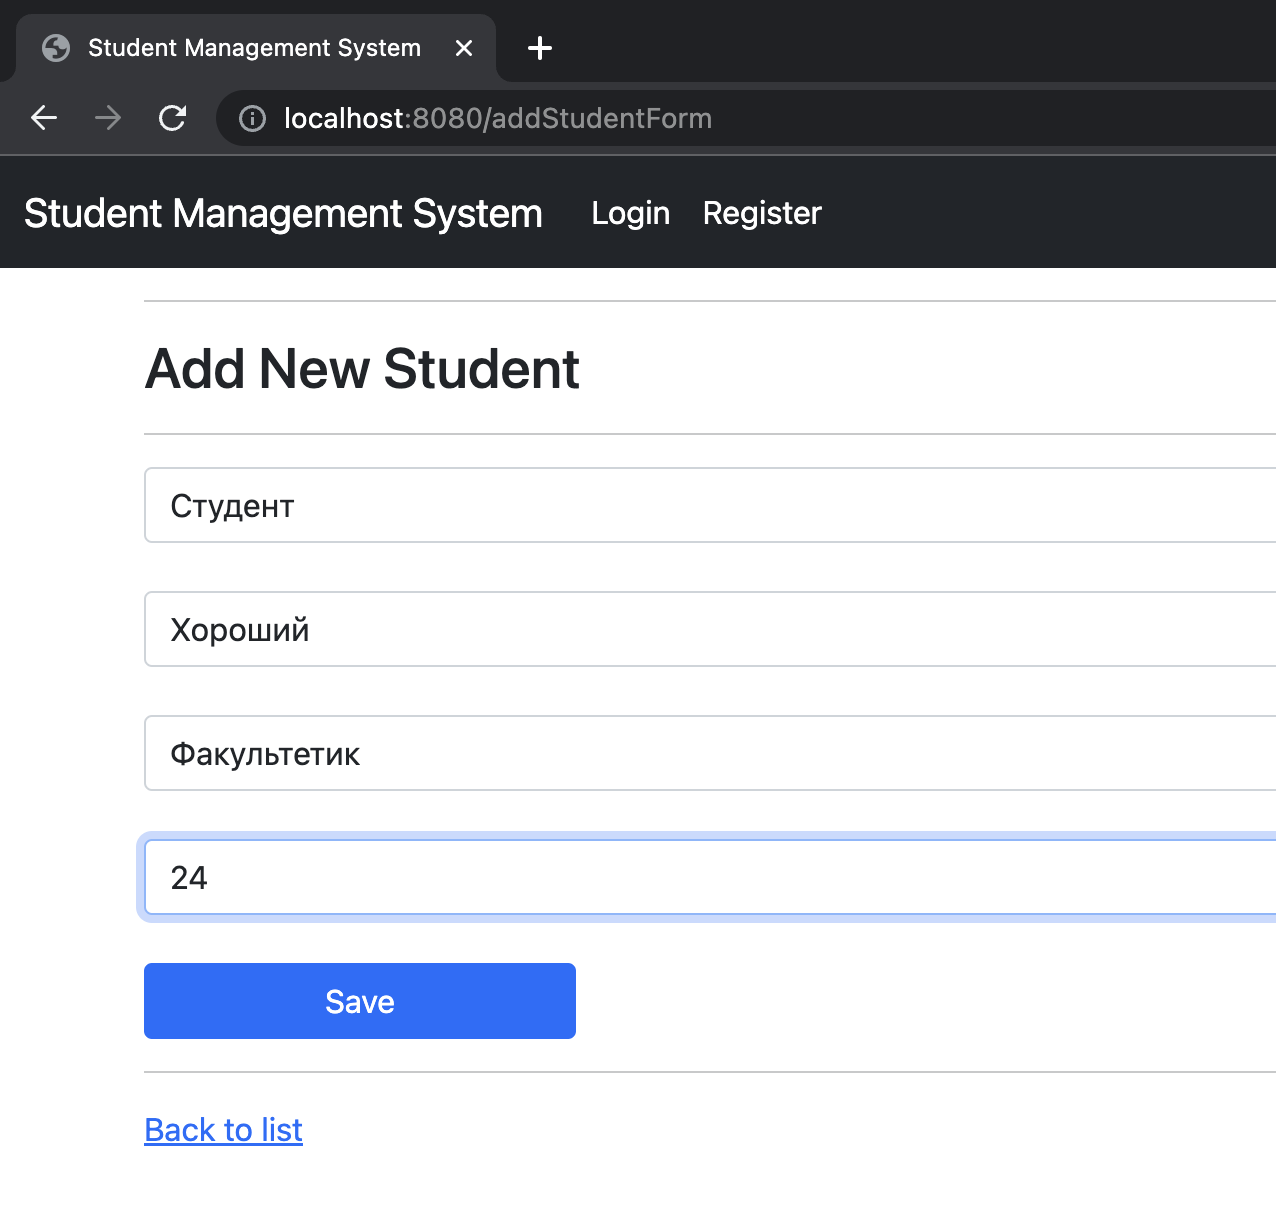 Student Management System
localhost:8080/addStudentForm
Student Management System Login Register
Add New Student
Студент
Хороший
Факультетик
24
Save
Back to list